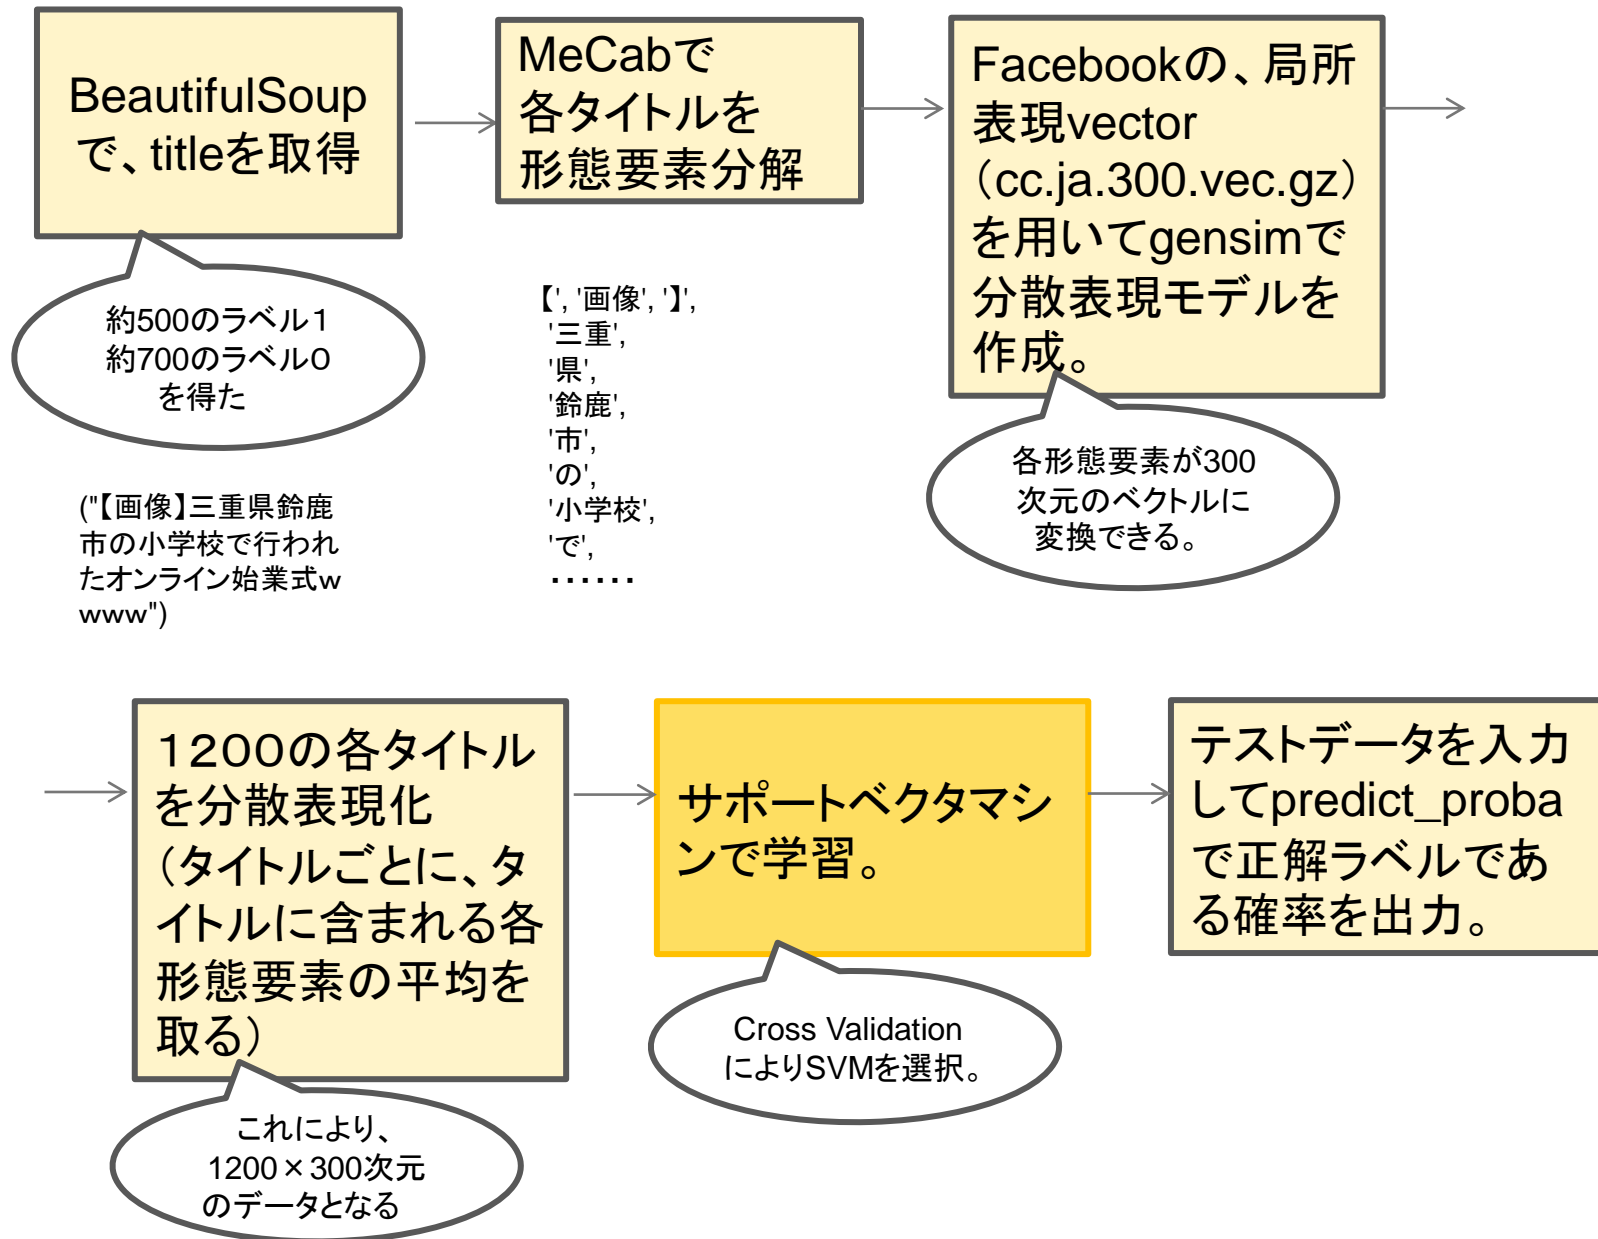 BeautifulSoup
で、titleを取得
MeCabで
各タイトルを
形態要素分解
Facebookの、局所
表現vector
（cc.ja.300.vec.gz）
を用いてgensimで
分散表現モデルを
作成。
約500のラベル１
約700のラベル０
を得た
("【画像】三重県鈴鹿
市の小学校で行われ
たオンライン始業式ｗ
ｗｗｗ")
【', '画像', '】',
'三重',
'県',
'鈴鹿',
'市',
'の',
'小学校',
'で',
・・・・・・
各形態要素が300
次元のベクトルに
変換できる。
１２００の各タイトル
を分散表現化
（タイトルごとに、タ
イトルに含まれる各
形態要素の平均を
取る）
これにより、
1200×300次元
のデータとなる
サポートベクタマシ
ンで学習。
Cross Validation
によりSVMを選択。
テストデータを入力
してpredict_proba
で正解ラベルであ
る確率を出力。